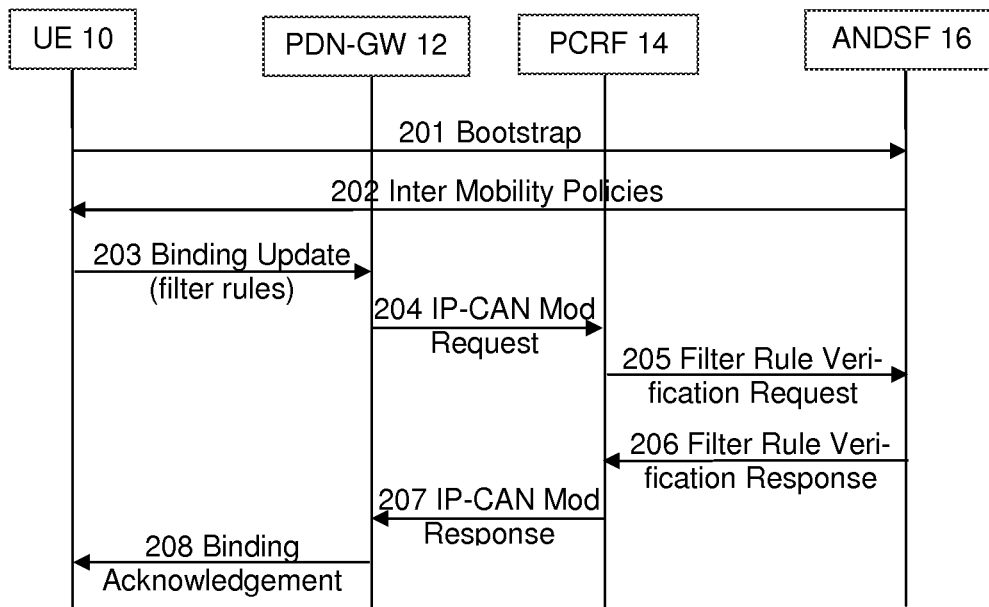 UE 10
PDN-GW 12
PCRF 14
ANDSF 16
201 Bootstrap
202 Inter Mobility Policies
203 Binding Update
(filter rules)
204 IP-CAN Mod
Request
205 Filter Rule Veri-
fication Request
206 Filter Rule Veri-
fication Response
207 IP-CAN Mod
Response
208 Binding
Acknowledgement